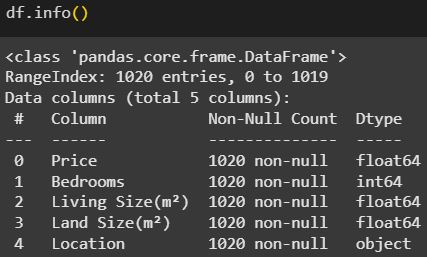 df.info()
<class 'pandas.core.frame.DataFrame'>
RangeIndex: 1020 entries, 0 to 1019
Data columns (total 5 columns):
 #   Column           Non-Null Count  Dtype
---  ------           --------------  -----
 0   Price            1020 non-null   float64
 1   Bedrooms         1020 non-null   int64
 2   Living Size(m²)  1020 non-null   float64
 3   Land Size(m²)    1020 non-null   float64
 4   Location         1020 non-null   object